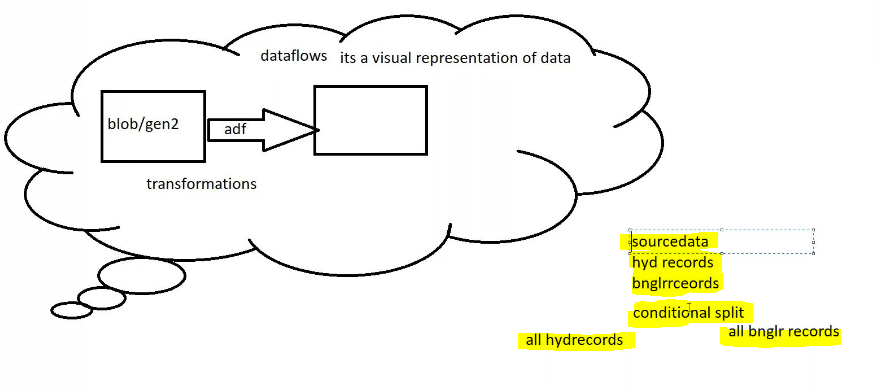 dataflows its a visual representation of data
blob/gen2
adf
transformations
sourcedata
hyd records
bnglrrceords
conditional split
all bnglr records
all hydrecords